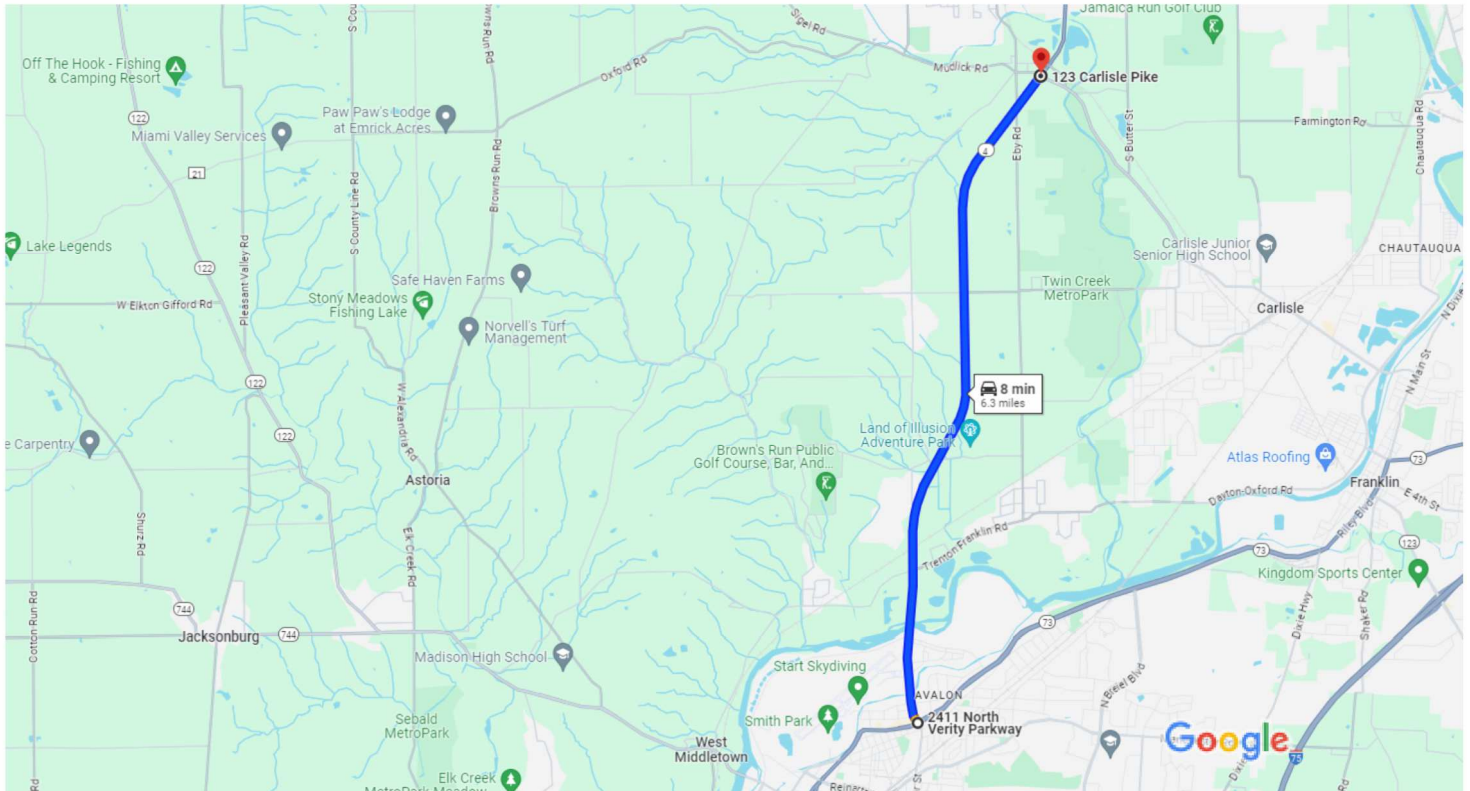 Jamaica Run Golf Club
Sigel Rd
Off The Hook - Fishing
& Camping Resort
Mudlick Rd
123 Carlisle Pike
Oxford Rd
Paw Paw's Lodge
at Emrick Acres
122
Miami Valley Services
Farmington Rd
4
Eby Rd
S Butter St
Chautauqua Rd
21
Browns Run Rd
S County Line Rd
Lake Legends
Pleasant Valley Rd
122
Carlisle Junior
Senior High School
CHAUTAUQUA
Safe Haven Farms
Twin Creek
MetroPark
W Elkton Gifford Rd
Stony Meadows
Fishing Lake
Carlisle
N Dixie
Norvell's Turf
Management
N Main St
122
8 min
6.3 miles
W Alexandria Rd
Land of Illusion
Adventure Park
122
e Carpentry
Brown's Run Public
Golf Course, Bar, And...
Atlas Roofing
73
Astoria
Franklin
Dayton-Oxford Rd
E 4th St
Riley Blvd
Shurz Rd
Elk Creek Rd
Trenton Franklin Rd
73
123
Kingdom Sports Center
Cotton Run Rd
744
Jacksonburg
744
73
Dixie Hwy
Shaker Rd
Madison High School
Start Skydiving
AVALON
N Breiel Blvd
Smith Park
2411 North
Verity Parkway
Sebald
MetroPark
West
Middletown
Google
75
Elk Creek
MetroPark Meadow
Rd